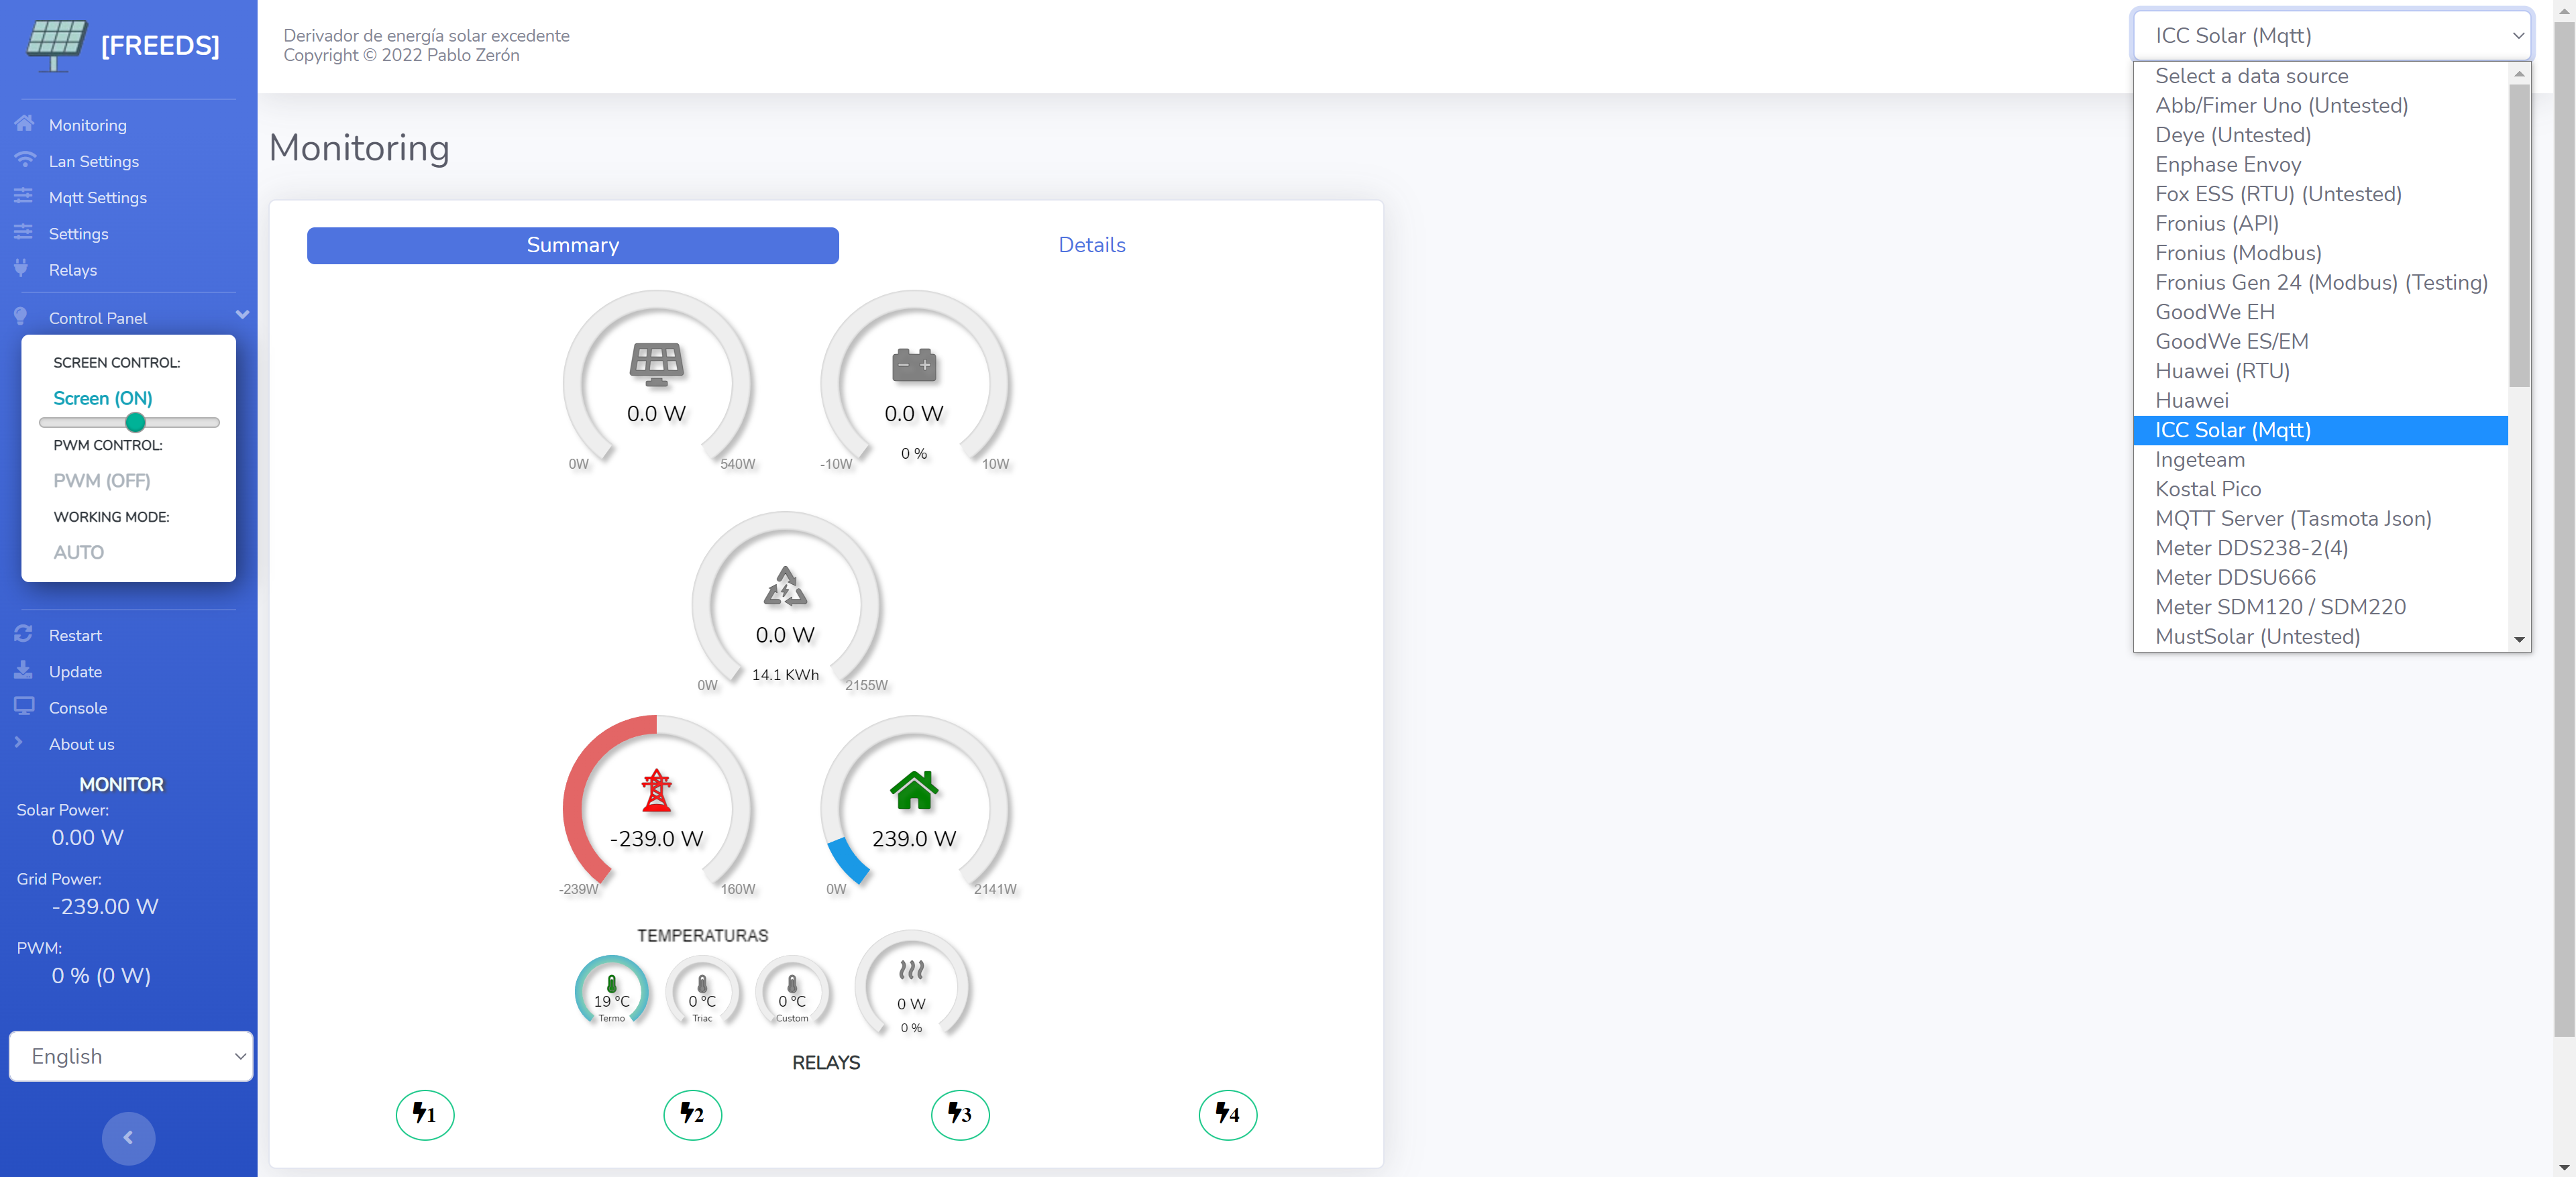 [FREEDS]
Monitoring
Lan Settings
Mqtt Settings
Settings
Relays
Control Panel
SCREEN CONTROL:
Screen (ON)
PWM CONTROL:
PWM (OFF)
WORKING MODE:
AUTO
Restart
Update
Console
About us
MONITOR
Solar Power:
0.00 W
Grid Power:
-239.00 W
PWM:
0 % (0 W)
English
Derivador de energía solar excedente
Copyright © 2022 Pablo Zerón
Monitoring
Summary Details
0.0 W 0.0 W
0 %
0W 540W -10W 10W
0.0 W
14.1 KWh
0W 2155W
-239.0 W 239.0 W
-239W 160W 0W 2141W
TEMPERATURAS
19 ºC 0 ºC 0 ºC 0 W
Termo Triac Custom 0 %
RELAYS
1 2 3 4
ICC Solar (Mqtt)
Select a data source
Abb/Fimer Uno (Untested)
Deye (Untested)
Enphase Envoy
Fox ESS (RTU) (Untested)
Fronius (API)
Fronius (Modbus)
Fronius Gen 24 (Modbus) (Testing)
GoodWe EH
GoodWe ES/EM
Huawei (RTU)
Huawei
ICC Solar (Mqtt)
Ingeteam
Kostal Pico
MQTT Server (Tasmota Json)
Meter DDS238-2(4)
Meter DDSU666
Meter SDM120 / SDM220
MustSolar (Untested)